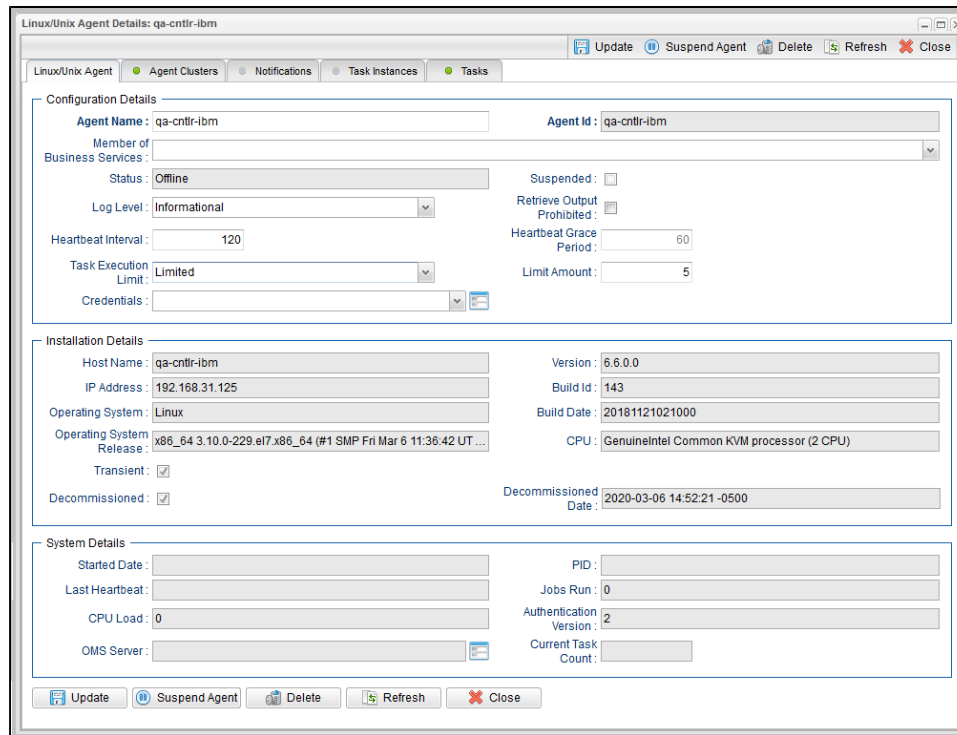 Linux/Unix Agent Details: qa-cntlr-ibm
Update Suspend Agent Delete Refresh Close
Linux/Unix Agent Agent Clusters Notifications Task Instances Tasks
Configuration Details
Agent Name : qa-cntlr-ibm Agent Id : qa-cntlr-ibm
Member of
Business Services :
Status : Offline Suspended :
Log Level : Informational Retrieve Output
Prohibited :
Heartbeat Interval : 120 Heartbeat Grace
Period : 60
Task Execution
Limit : Limited Limit Amount : 5
Credentials :
Installation Details
Host Name : qa-cntlr-ibm Version : 6.6.0.0
IP Address : 192.168.31.125 Build Id : 143
Operating System : Linux Build Date : 20181121021000
Operating System
Release : x86_64 3.10.0-229.el7.x86_64 (#1 SMP Fri Mar 6 11:36:42 UT ... CPU : GenuineIntel Common KVM processor (2 CPU)
Transient :
Decommissioned : Decommissioned
Date : 2020-03-06 14:52:21 -0500
System Details
Started Date : PID :
Last Heartbeat : Jobs Run : 0
CPU Load : 0 Authentication
Version : 2
OMS Server : Current Task
Count :
Update Suspend Agent Delete Refresh Close